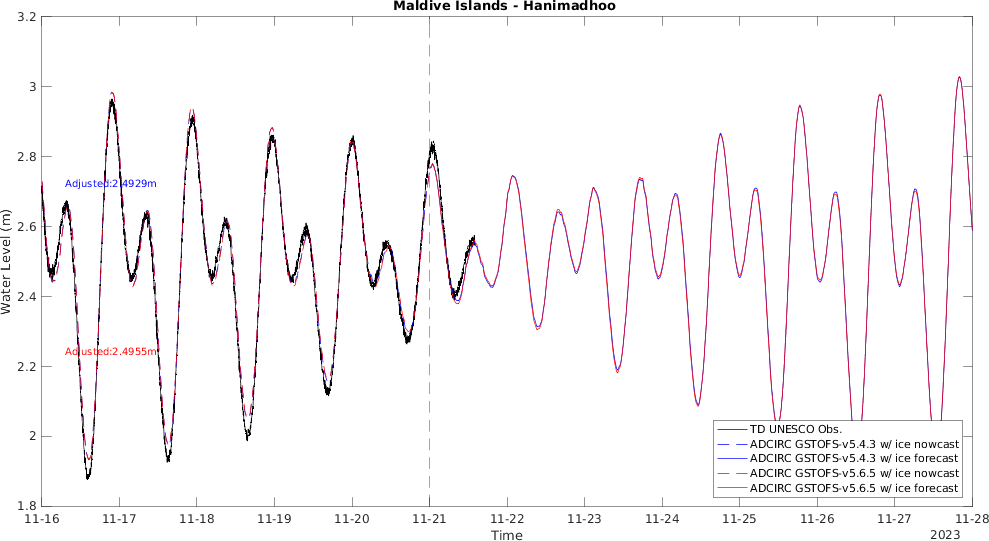 Maldive Islands - Hanimadhoo
3.2
3
2.8
2.6
2.4
2.2
2
1.8
Water Level (m)
Adjusted:2.4929m
Adjusted:2.4955m
TD UNESCO Obs.
ADCIRC GSTOFS-v5.4.3 w/ ice nowcast
ADCIRC GSTOFS-v5.4.3 w/ ice forecast
ADCIRC GSTOFS-v5.6.5 w/ ice nowcast
ADCIRC GSTOFS-v5.6.5 w/ ice forecast
11-16 11-17 11-18 11-19 11-20 11-21 11-22 11-23 11-24 11-25 11-26 11-27 11-28
Time
2023